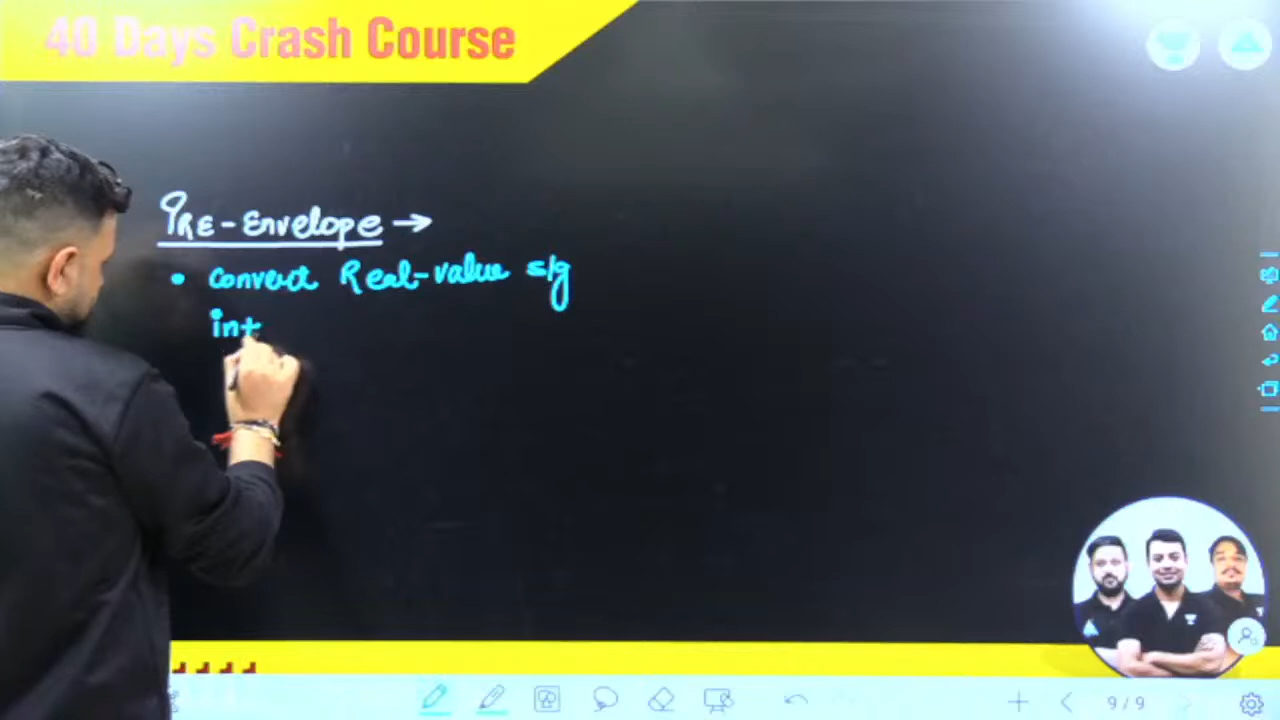 40 Days Crash Course
PRE-Envelope →
• convert Real-value s/g
int
9/9